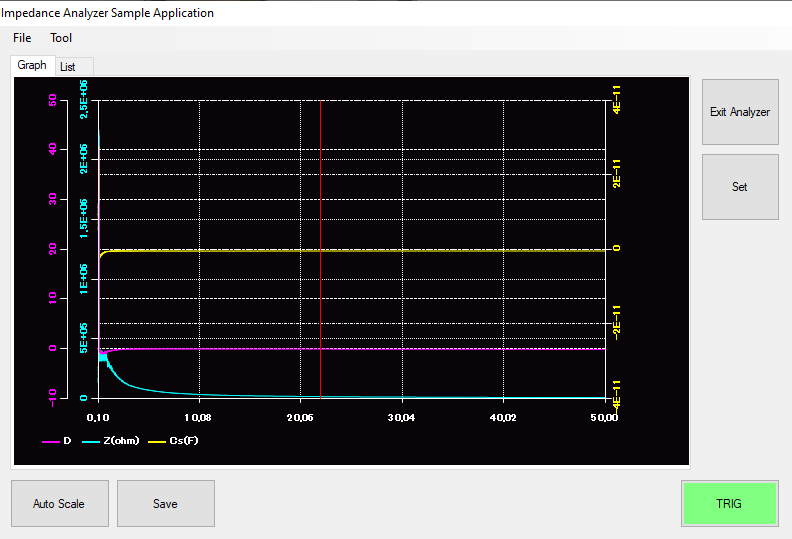 Impedance Analyzer Sample Application
File Tool
Graph List
50
40
30
20
10
0
-10
2.5E+06
2E+06
1.5E+06
1E+06
5E+05
0
4E-11
2E-11
0
-2E-11
-4E-11
0,10 10,08 20,06 30,04 40,02 50,00
D Z(ohm) Cs(F)
Exit Analyzer
Set
Auto Scale Save TRIG